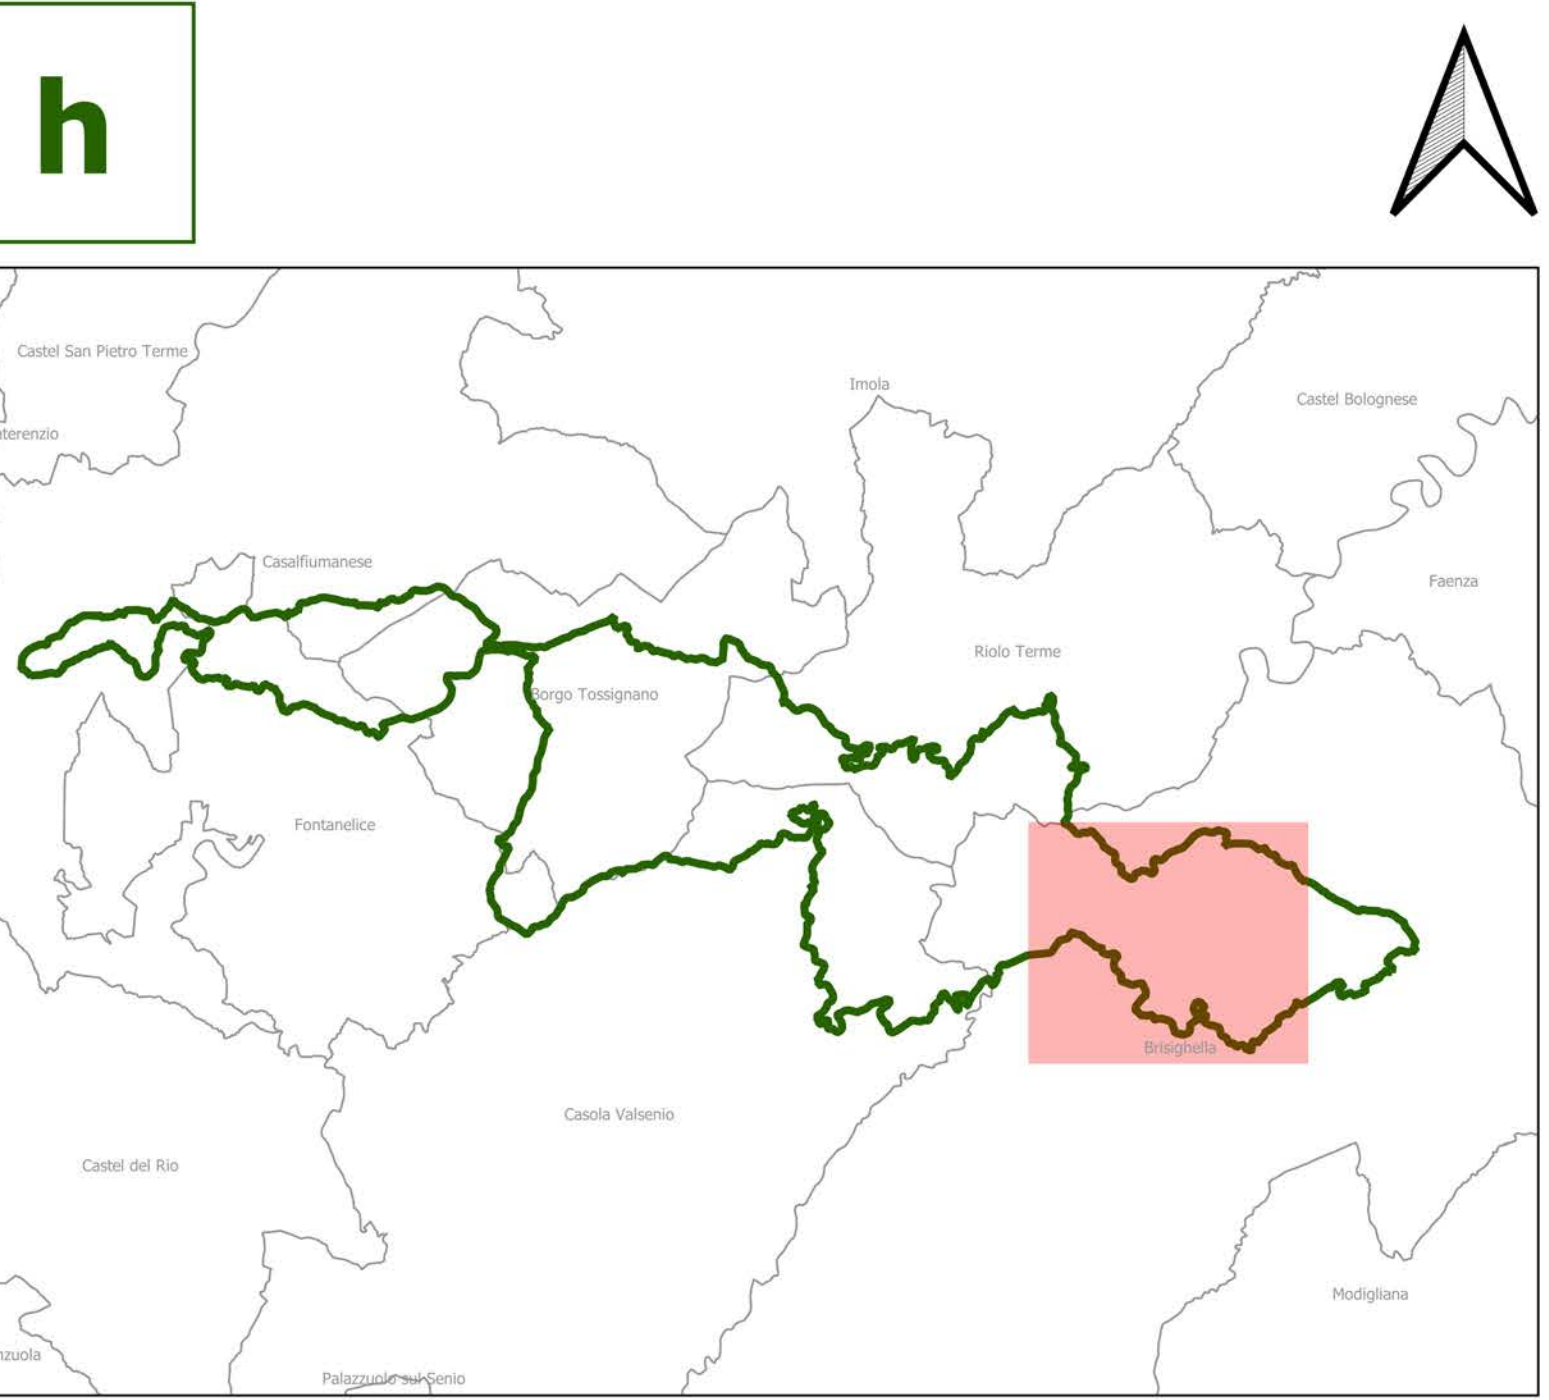 h
Castel San Pietro Terme
Imola
Castel Bolognese
nterenzio
Casalfiumanese
Faenza
Riolo Terme
Borgo Tossignano
Fontanelice
Brisighella
Casola Valsenio
Castel del Rio
Modigliana
nzuola
Palazzuolo sul Senio